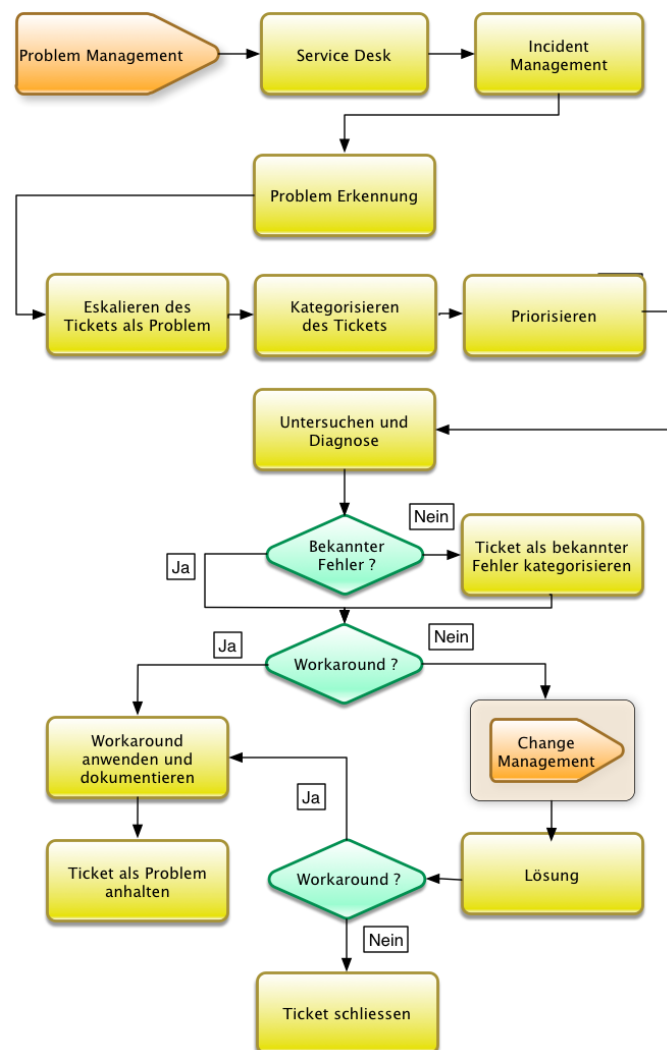 Problem Management
Service Desk
Incident
Management
Problem Erkennung
Eskalieren des
Tickets als Problem
Kategorisieren
des Tickets
Priorisieren
Untersuchen und
Diagnose
Nein
Bekannter
Fehler ?
Ticket als bekannter
Fehler kategorisieren
Ja
Nein
Ja
Workaround ?
Workaround
anwenden und
dokumentieren
Change
Management
Ja
Ticket als Problem
anhalten
Workaround ?
Lösung
Nein
Ticket schliessen